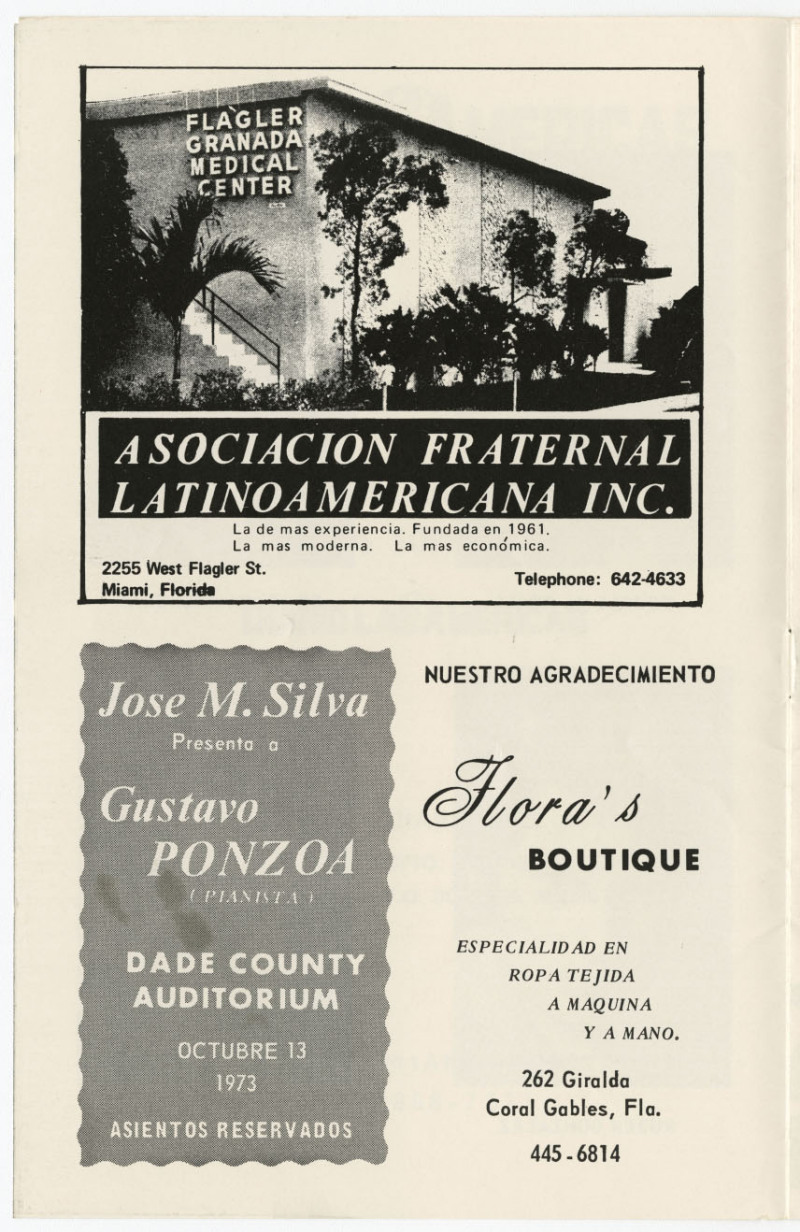 FLAGLER
GRANADA
MEDICAL
CENTER
ASOCIACION FRATERNAL
LATINOAMERICANA INC.
La de mas experiencia. Fundada en 1961.
La mas moderna. La mas económica.
2255 West Flagler St.
Miami, Florida
Telephone: 642-4633
Jose M. Silva
Presenta a
Gustavo
PONZOA
(PIANISTA)
DADE COUNTY
AUDITORIUM
OCTUBRE 13
1973
ASIENTOS RESERVADOS
NUESTRO AGRADECIMIENTO
Flora's
BOUTIQUE
ESPECIALIDAD EN
ROPA TEJIDA
A MAQUINA
Y A MANO.
262 Giralda
Coral Gables, Fla.
445-6814